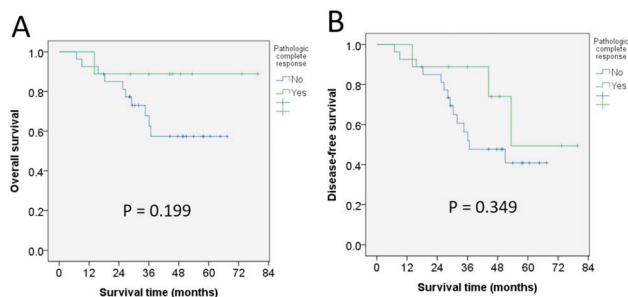 A
Overall survival
1.0
0.8
0.6
0.4
0.2
0.0
P = 0.199
0 12 24 36 48 60 72 84
Survival time (months)
Pathologic
complete
response
No
Yes
B
Disease-free survival
1.0
0.8
0.6
0.4
0.2
0.0
P = 0.349
0 12 24 36 48 60 72 84
Survival time (months)
Pathologic
complete
response
No
Yes